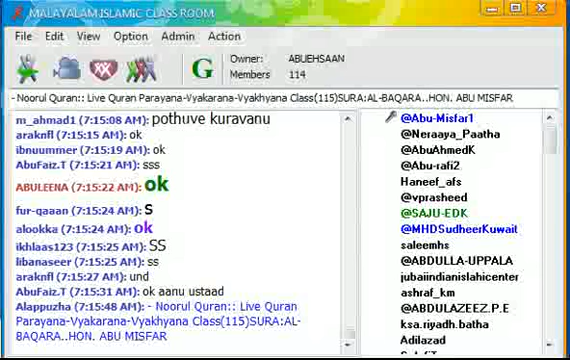 MALAYALAM ISLAMIC CLASS ROOM
File Edit View Option Admin Action
G
Owner: ABUEHSAAN
Members 114
- Noorul Quran:: Live Quran Parayana-Vyakarana-Vyakhyana Class(115)SURA:AL-BAQARA..HON. ABU MISFAR
m_ahmad1 (7:15:08 AM): pothuve kuravanu
araknfl (7:15:15 AM): ok
ibnuummer (7:15:19 AM): ok
AbuFaiz.T (7:15:21 AM): sss
ABULEENA (7:15:22 AM): ok
fur-qaaan (7:15:24 AM): S
alookka (7:15:24 AM): ok
ikhlaas123 (7:15:25 AM): SS
libanaseer (7:15:25 AM): ss
araknfl (7:15:27 AM): und
AbuFaiz.T (7:15:31 AM): ok aanu ustaad
Alappuzha (7:15:48 AM): - Noorul Quran:: Live Quran
Parayana-Vyakarana-Vyakhyana Class(115)SURA:AL-
BAQARA..HON. ABU MISFAR
@Abu-Misfar1
@Neraaya_Paatha
@AbuAhmedK
@Abu-rafi2
Haneef_afs
@vprasheed
@SAJU-EDK
@MHDSudheerKuwait
saleemhs
@ABDULLA-UPPALA
jubaiindianislahicenter
ashraf_km
@ABDULAZEEZ.P.E
ksa.riyadh.batha
Adilazad